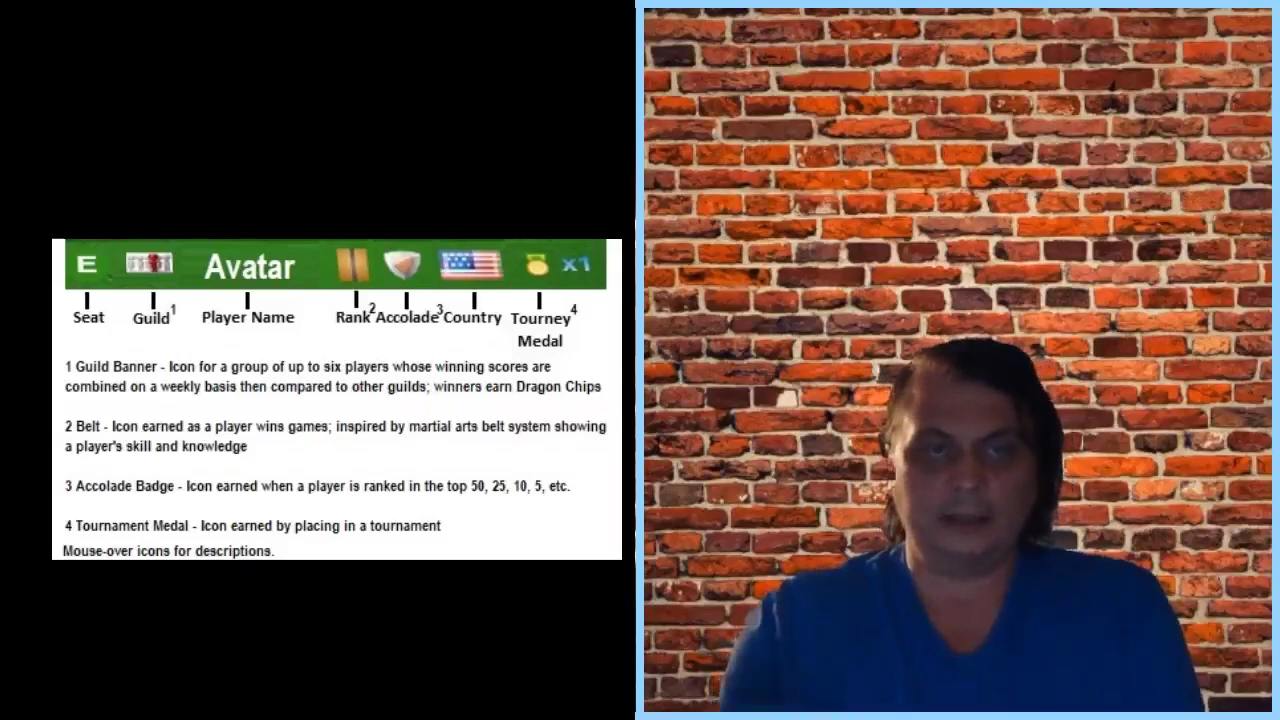 E Avatar x1
Seat Guild1 Player Name Rank2 Accolade3 Country Tourney4
Medal
1 Guild Banner - Icon for a group of up to six players whose winning scores are
combined on a weekly basis then compared to other guilds; winners earn Dragon Chips
2 Belt - Icon earned as a player wins games; inspired by martial arts belt system showing
a player's skill and knowledge
3 Accolade Badge - Icon earned when a player is ranked in the top 50, 25, 10, 5, etc.
4 Tournament Medal - Icon earned by placing in a tournament
Mouse-over icons for descriptions.